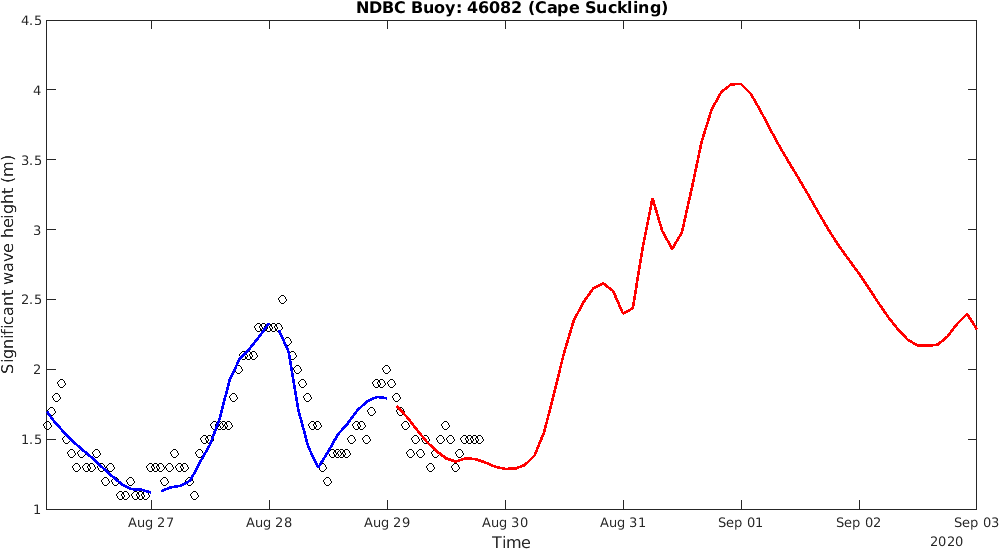 NDBC Buoy: 46082 (Cape Suckling)
4.5
4
3.5
3
2.5
2
1.5
1
Significant wave height (m)
Aug 27 Aug 28 Aug 29 Aug 30 Aug 31 Sep 01 Sep 02 Sep 03
Time
2020